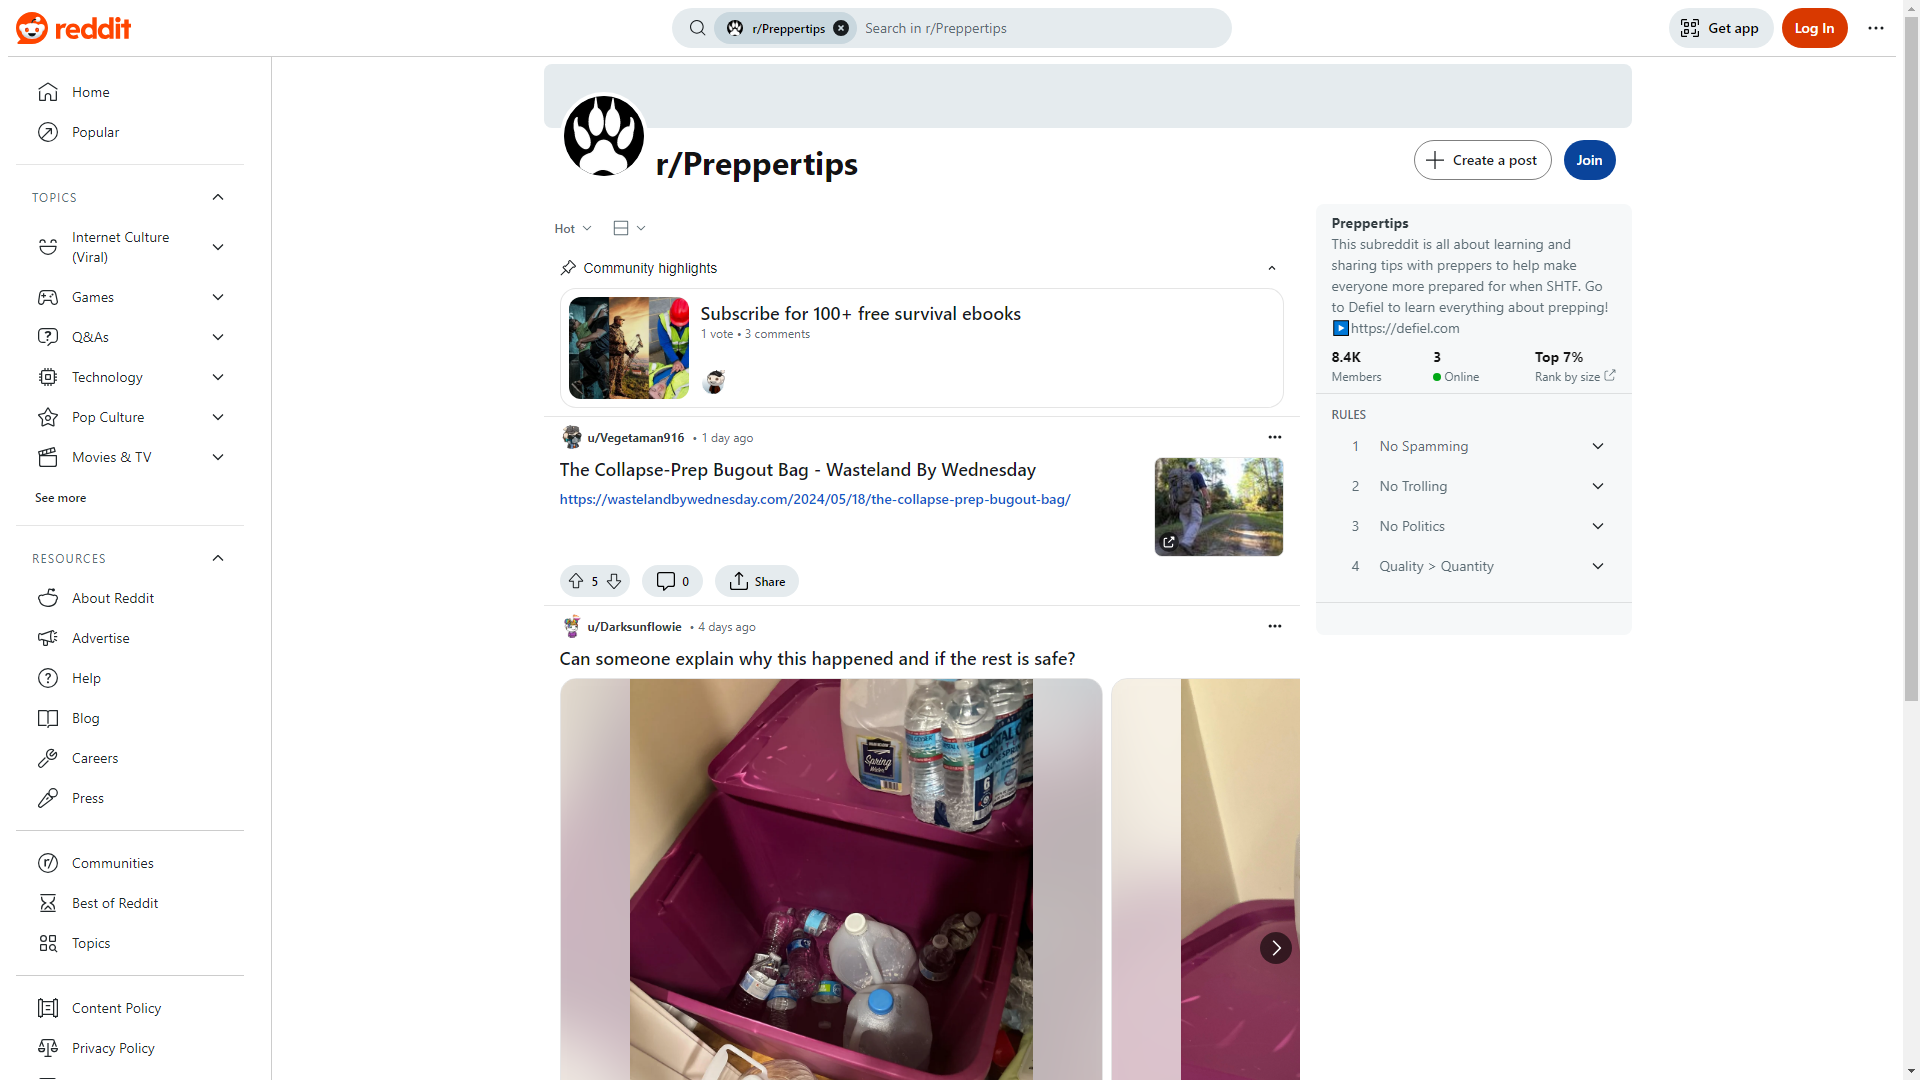 reddit
r/Preppertips
Search in r/Preppertips
Get app
Log In
Home
Popular
TOPICS
Internet Culture
(Viral)
Games
Q&As
Technology
Pop Culture
Movies & TV
See more
RESOURCES
About Reddit
Advertise
Help
Blog
Careers
Press
Communities
Best of Reddit
Topics
Content Policy
Privacy Policy
r/Preppertips
Create a post
Join
Hot
Community highlights
Subscribe for 100+ free survival ebooks
1 vote • 3 comments
u/Vegetaman916 • 1 day ago
The Collapse-Prep Bugout Bag - Wasteland By Wednesday
https://wastelandbywednesday.com/2024/05/18/the-collapse-prep-bugout-bag/
5
0
Share
u/Darksunflowie • 4 days ago
Can someone explain why this happened and if the rest is safe?
Spring
Water
CRYSTAL
6
Preppertips
This subreddit is all about learning and
sharing tips with preppers to help make
everyone more prepared for when SHTF. Go
to Defiel to learn everything about prepping!
https://defiel.com
8.4K
Members
3
Online
Top 7%
Rank by size
RULES
1 No Spamming
2 No Trolling
3 No Politics
4 Quality > Quantity